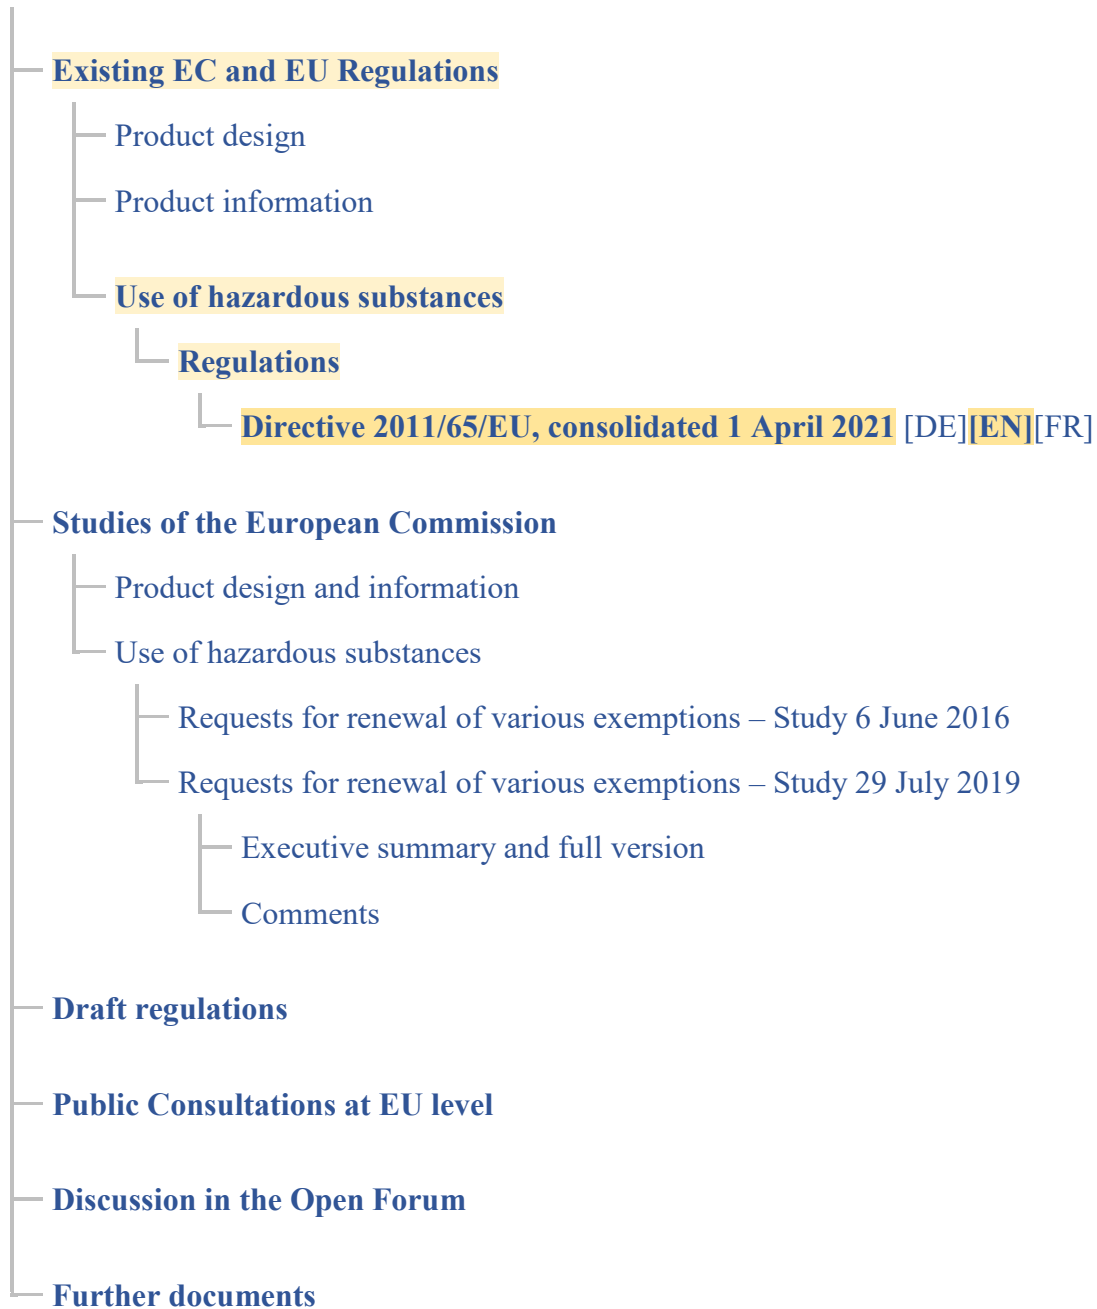 Existing EC and EU Regulations
Product design
Product information
Use of hazardous substances
Regulations
Directive 2011/65/EU, consolidated 1 April 2021 [DE][EN][FR]
Studies of the European Commission
Product design and information
Use of hazardous substances
Requests for renewal of various exemptions – Study 6 June 2016
Requests for renewal of various exemptions – Study 29 July 2019
Executive summary and full version
Comments
Draft regulations
Public Consultations at EU level
Discussion in the Open Forum
Further documents